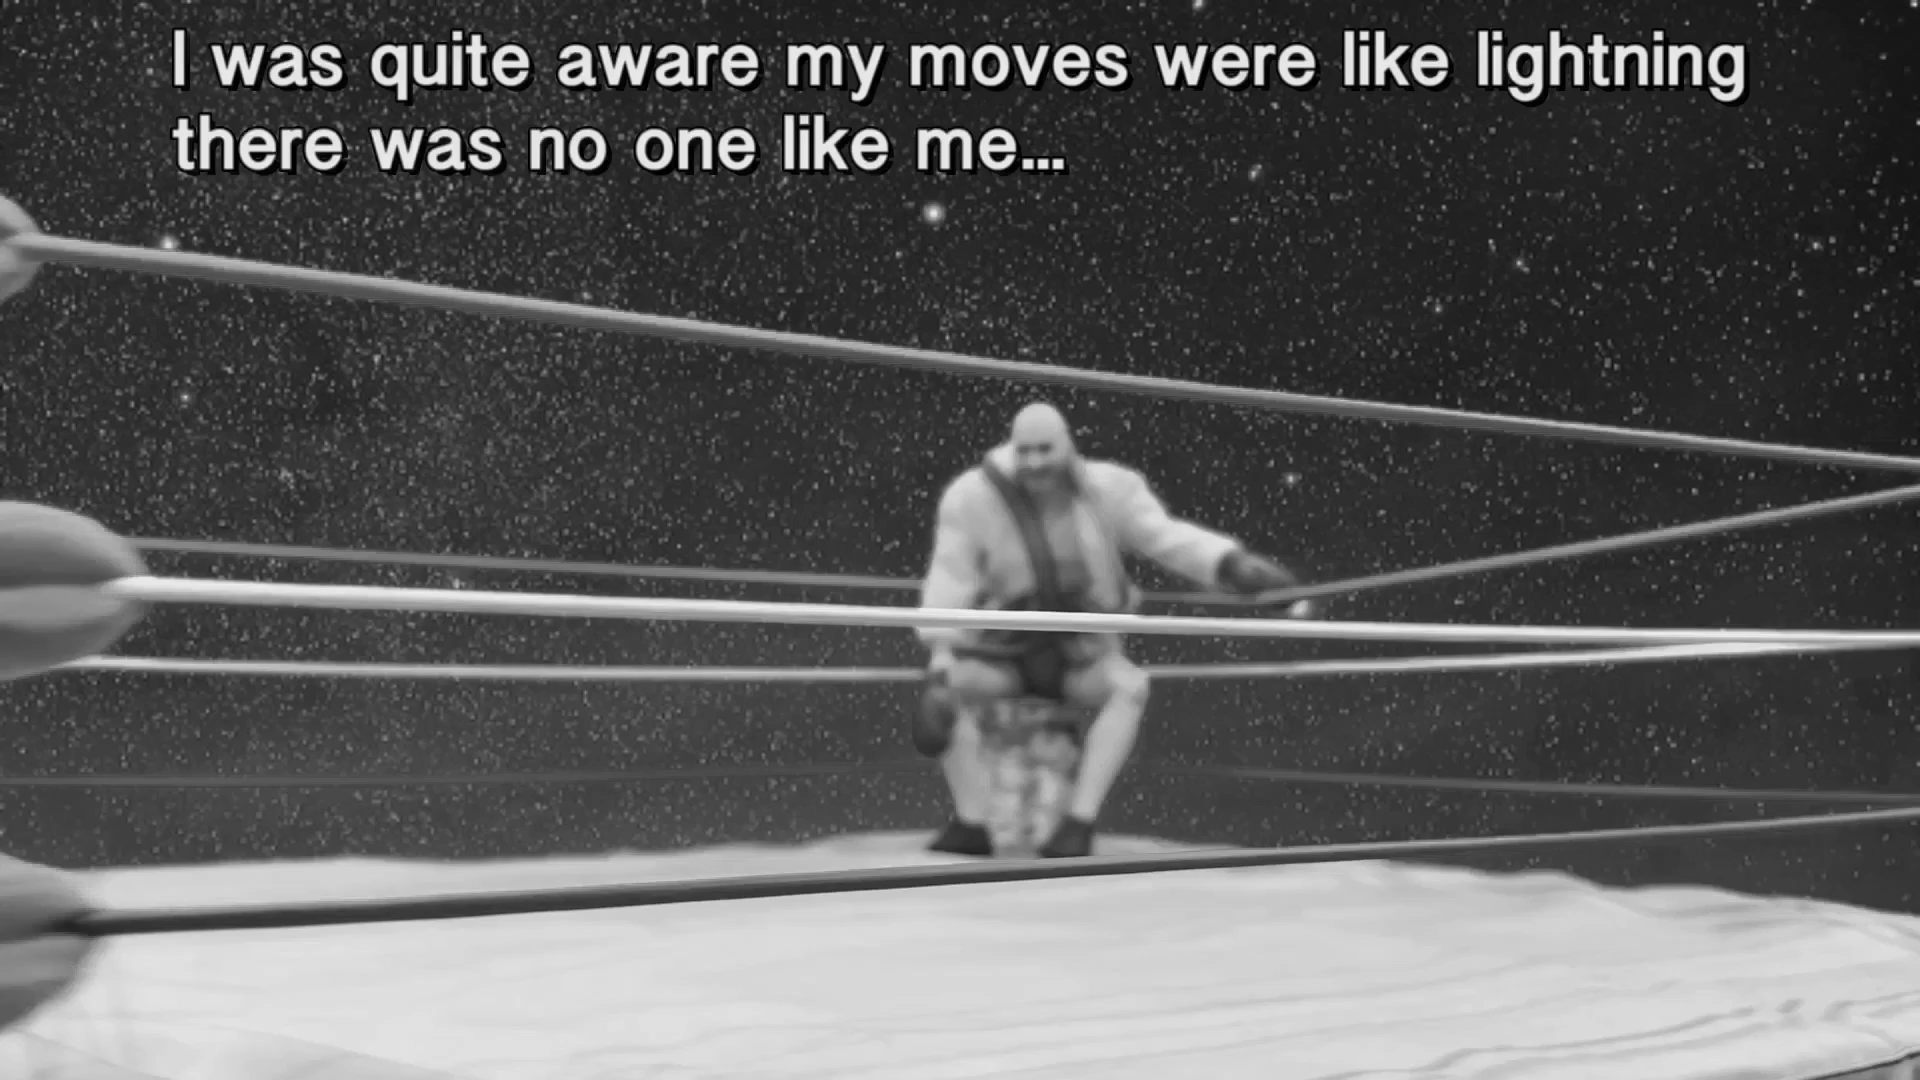 I was quite aware my moves were like lightning
there was no one like me...